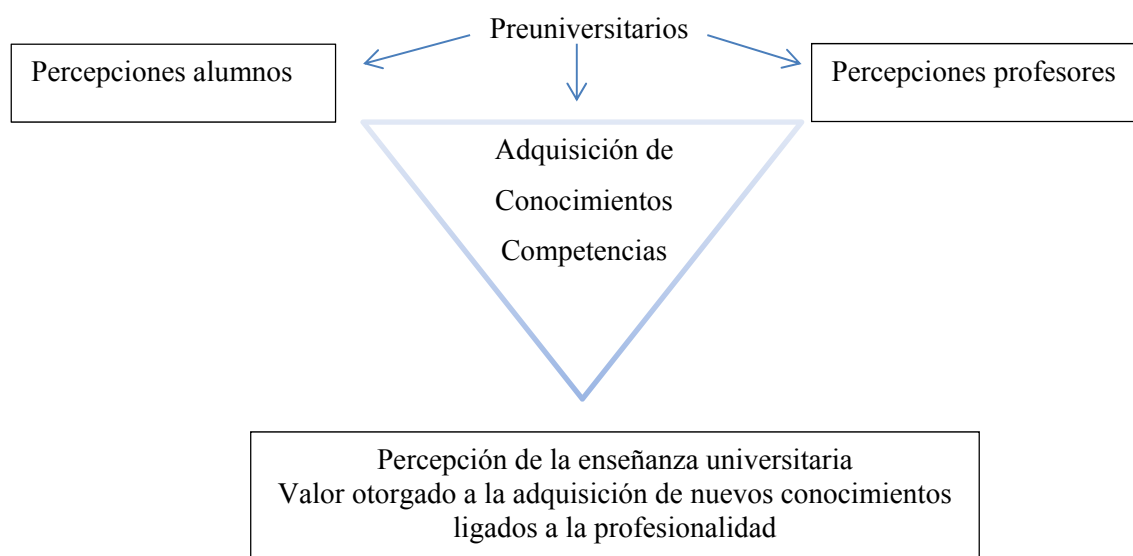 Preuniversitarios
Percepciones alumnos
Percepciones profesores
Adquisición de
Conocimientos
Competencias
Percepción de la enseñanza universitaria
Valor otorgado a la adquisición de nuevos conocimientos
ligados a la profesionalidad